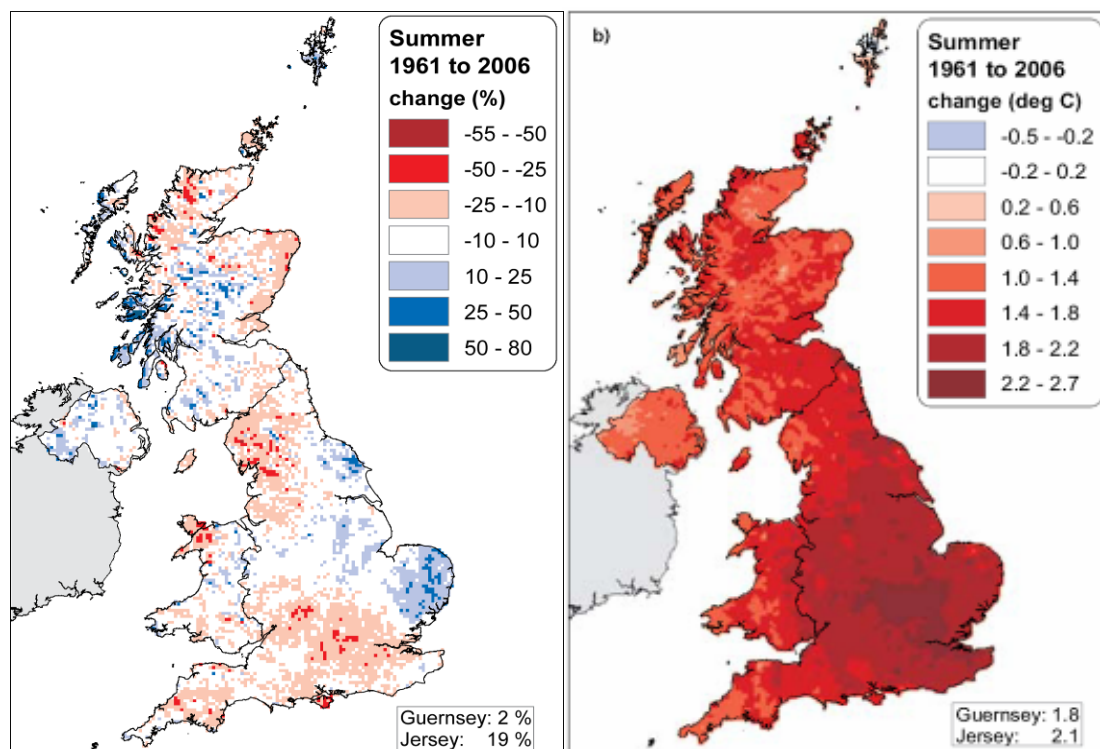 Summer
1961 to 2006
change (%)
-55 - -50
-50 - -25
-25 - -10
-10 - 10
10 - 25
25 - 50
50 - 80
Guernsey: 2 %
Jersey: 19 %
b)
Summer
1961 to 2006
change (deg C)
-0.5 - -0.2
-0.2 - 0.2
0.2 - 0.6
0.6 - 1.0
1.0 - 1.4
1.4 - 1.8
1.8 - 2.2
2.2 - 2.7
Guernsey: 1.8
Jersey: 2.1